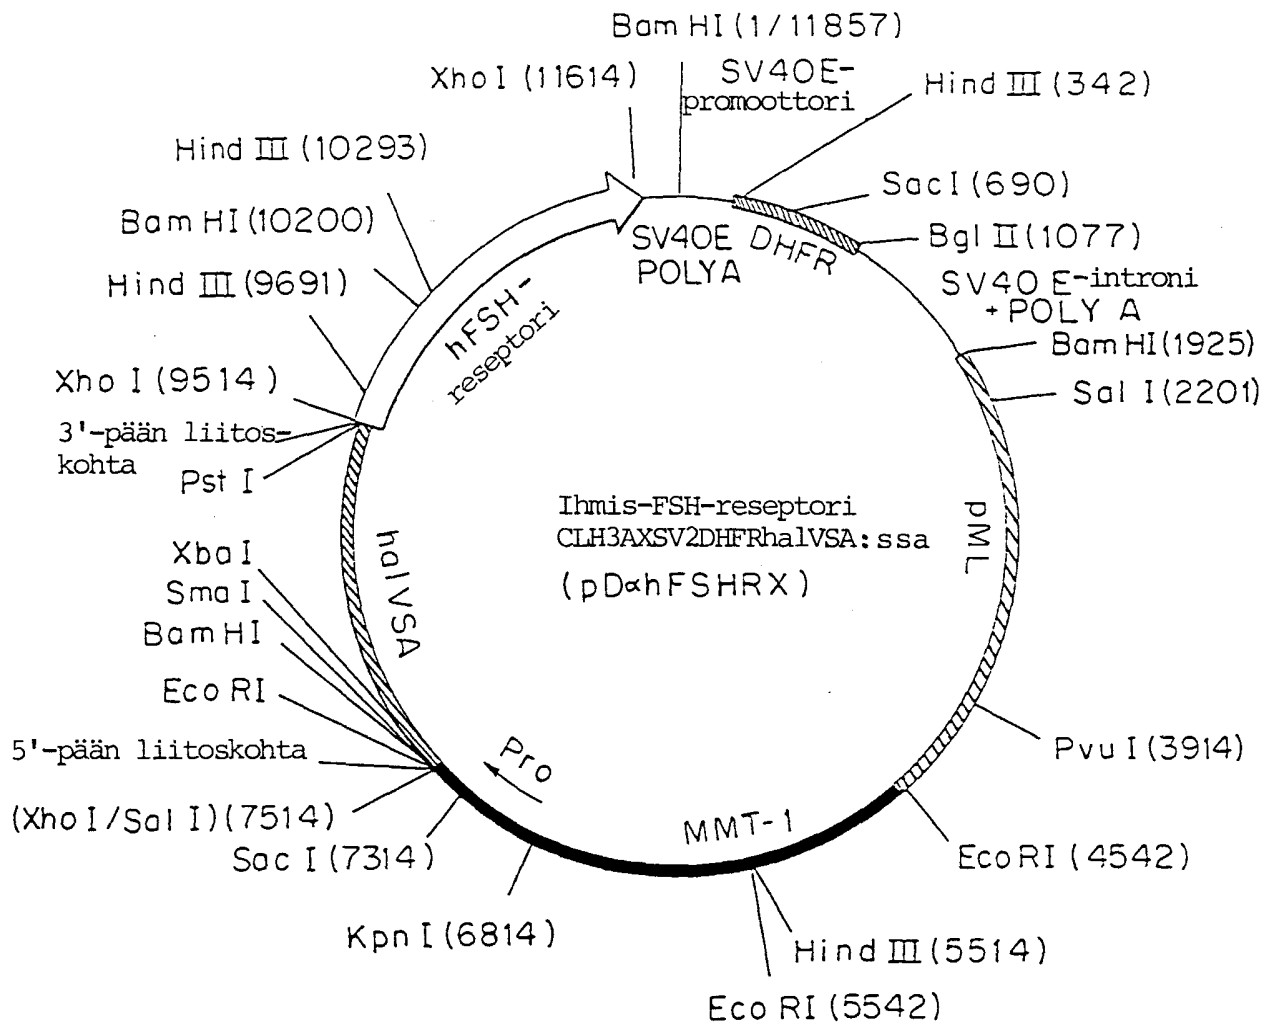 Bam HI (1/11857)
Xho I (11614)
SV40E-
promoottori
Hind III (342)
Hind III (10293)
Sac I (690)
Bam HI (10200)
SV40E
POLYA
DHFR
Bgl II (1077)
Hind III (9691)
SV40 E-introni
+ POLY A
hFSH-
reseptori
Bam HI (1925)
Xho I (9514)
Sal I (2201)
3'-pään liitos-
kohta
Pst I
Ihmis-FSH-reseptori
CLH3AXSV2DHFRhalVSA:ssa
(pDαhFSHRX)
pML
halVSA
Xba I
Sma I
Bam HI
Eco RI
5'-pään liitoskohta
Pro
Pvu I (3914)
(Xho I/Sal I) (7514)
MMT-1
Sac I (7314)
Eco RI (4542)
Kpn I (6814)
Hind III (5514)
Eco RI (5542)